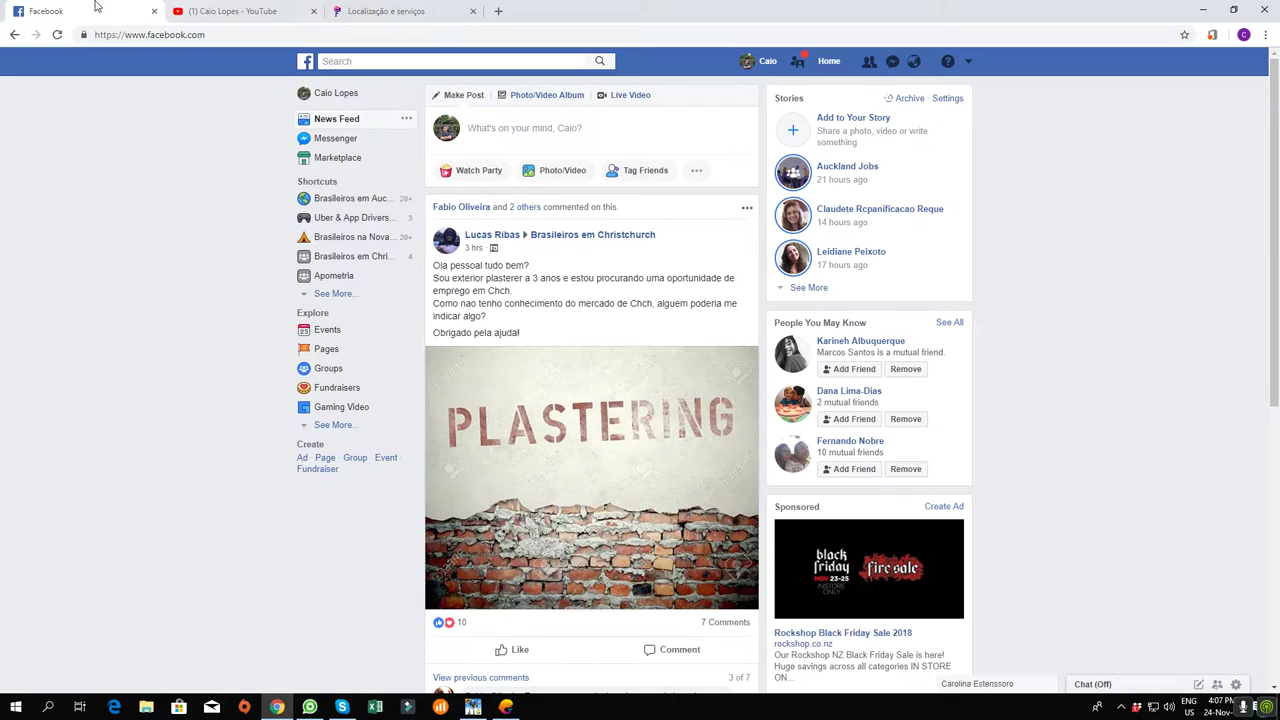 Facebook
(1) Caio Lopes - YouTube
Localização e serviços
https://www.facebook.com
Search
Caio
Home
Caio Lopes
News Feed
Messenger
Marketplace
Shortcuts
Brasileiros em Auc... 20+
Uber & App Drivers... 3
Brasileiros na Nova... 20+
Brasileiros em Chri... 4
Apometria
See More...
Explore
Events
Pages
Groups
Fundraisers
Gaming Video
See More...
Create
Ad · Page · Group · Event ·
Fundraiser
Make Post
Photo/Video Album
Live Video
What's on your mind, Caio?
Watch Party
Photo/Video
Tag Friends
Fabio Oliveira and 2 others commented on this.
Lucas Ribas ▸ Brasileiros em Christchurch
3 hrs ·
Ola pessoal tudo bem?
Sou exterior plasterer a 3 anos e estou procurando uma oportunidade de
emprego em Chch.
Como nao tenho conhecimento do mercado de Chch, alguem poderia me
indicar algo?
Obrigado pela ajuda!
PLASTERING
10
7 Comments
Like
Comment
View previous comments
3 of 7
Stories
Archive · Settings
Add to Your Story
Share a photo, video or write
something
Auckland Jobs
21 hours ago
Claudete Rcpanificacao Reque
14 hours ago
Leidiane Peixoto
17 hours ago
See More
People You May Know
See All
Karineh Albuquerque
Marcos Santos is a mutual friend.
Add Friend
Remove
Dana Lima-Dias
2 mutual friends
Add Friend
Remove
Fernando Nobre
10 mutual friends
Add Friend
Remove
Sponsored
Create Ad
black
friday
NOV 23-25
INSTORE
ONLY
fire sale
Rockshop Black Friday Sale 2018
rockshop.co.nz
Our Rockshop NZ Black Friday Sale is here!
Huge savings across all categories IN STORE
ON...
Carolina Estenssoro
Chat (Off)
ENG
US
4:07 PM
24-Nov-